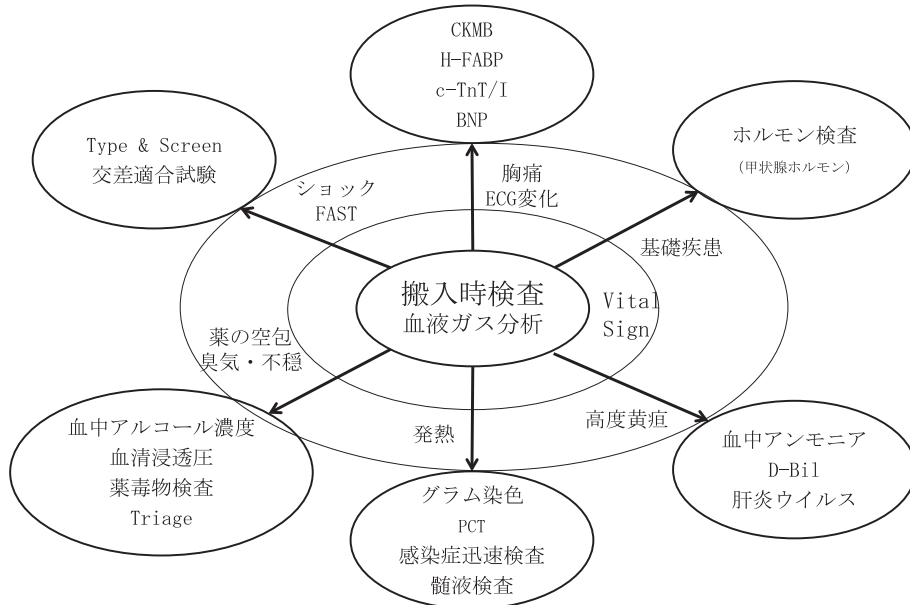 CKMB
H-FABP
c-TnT/I
BNP
Type & Screen
交差適合試験
ホルモン検査
(甲状腺ホルモン)
ショック
FAST
胸痛
ECG変化
基礎疾患
搬入時検査
血液ガス分析
Vital
Sign
薬の空包
臭気・不穏
発熱
高度黄疸
血中アルコール濃度
血清浸透圧
薬毒物検査
Triage
グラム染色
PCT
感染症迅速検査
髄液検査
血中アンモニア
D-Bil
肝炎ウイルス